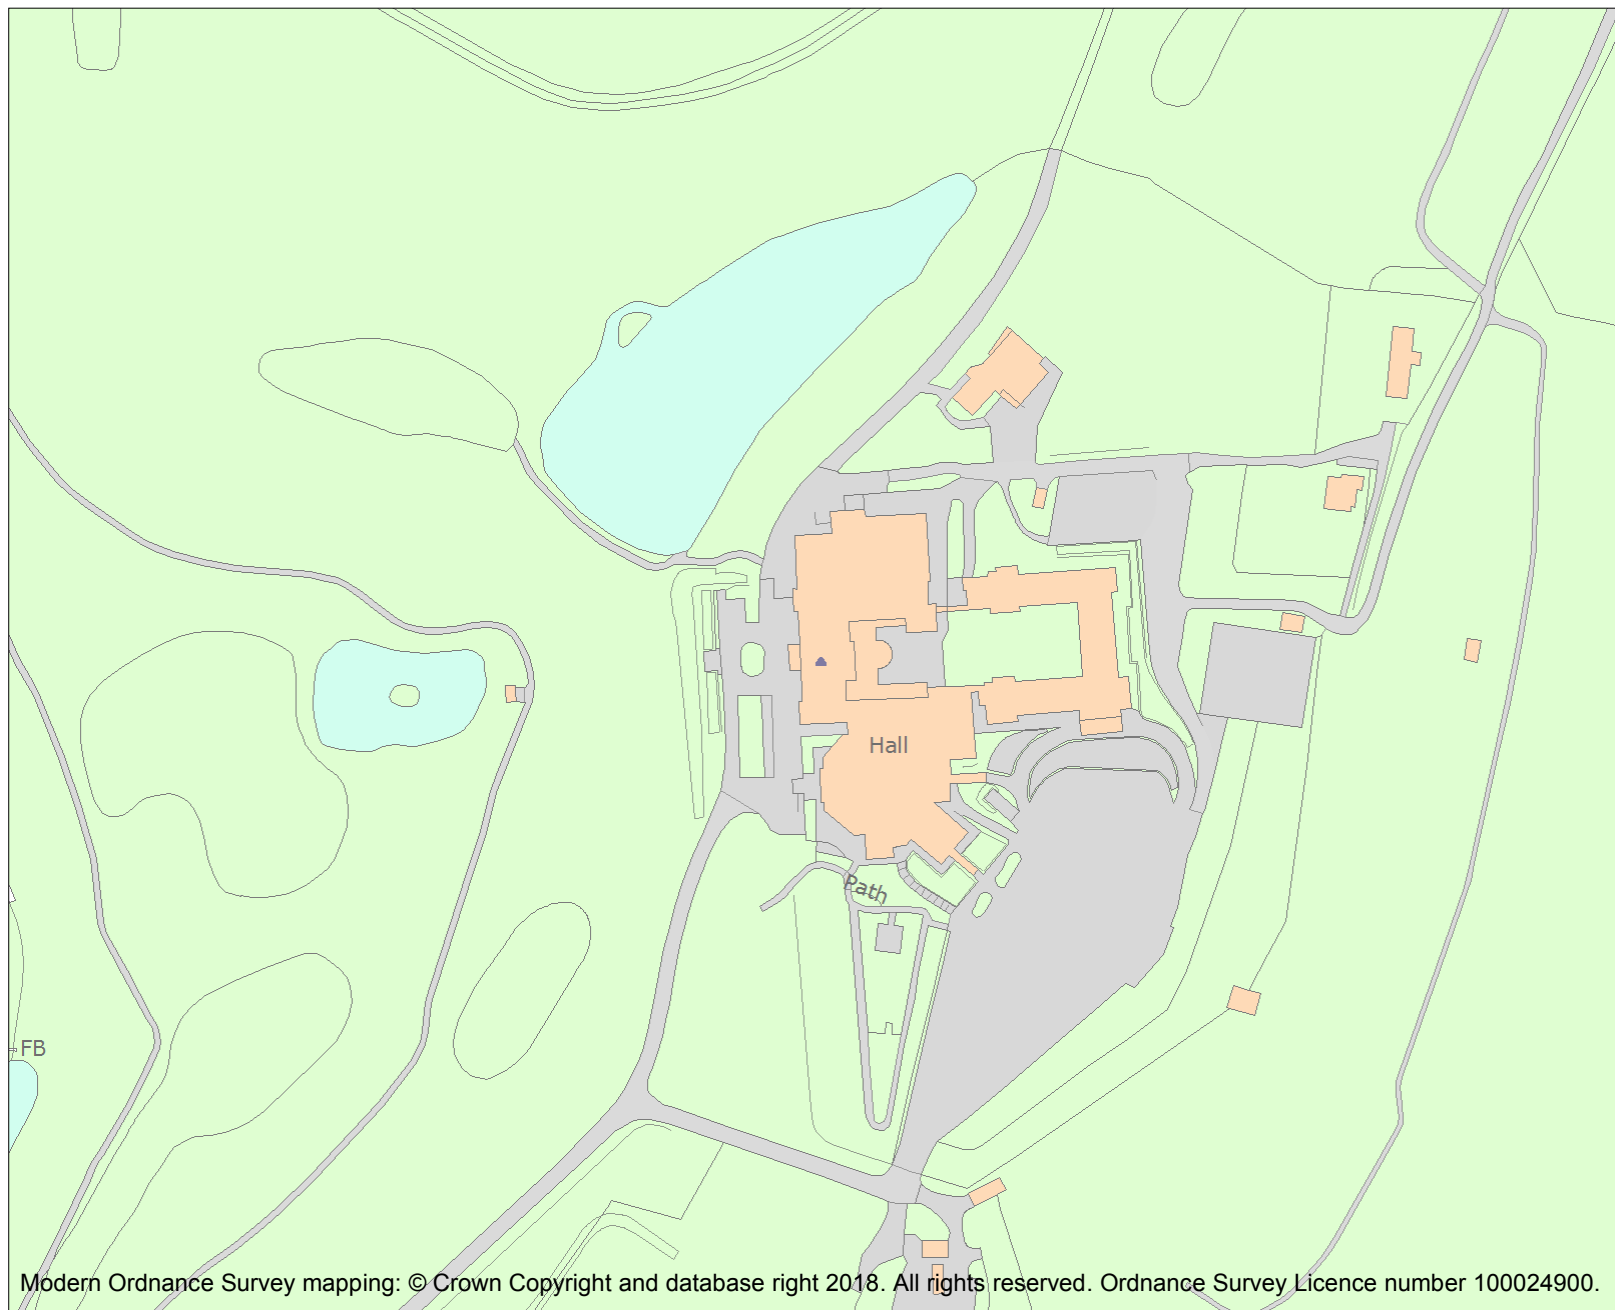 Hall
Path
FB
Modern Ordnance Survey mapping: © Crown Copyright and database right 2018. All rights reserved. Ordnance Survey Licence number 100024900.